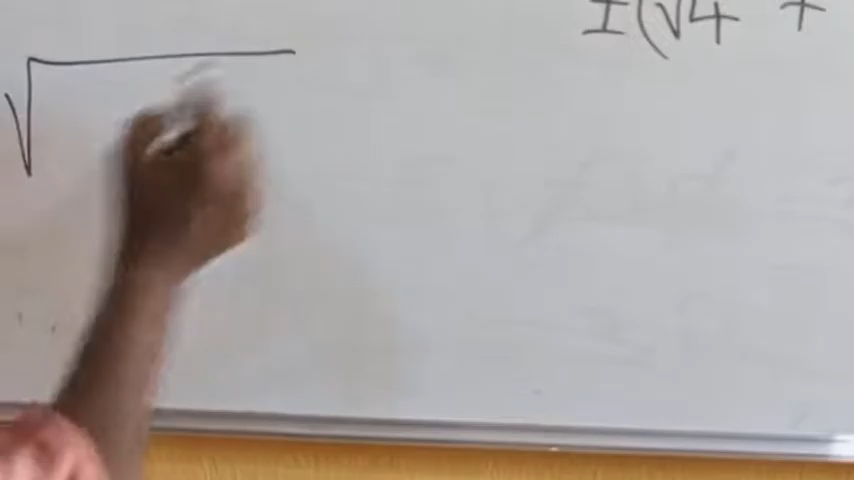 ±(√4 +
√